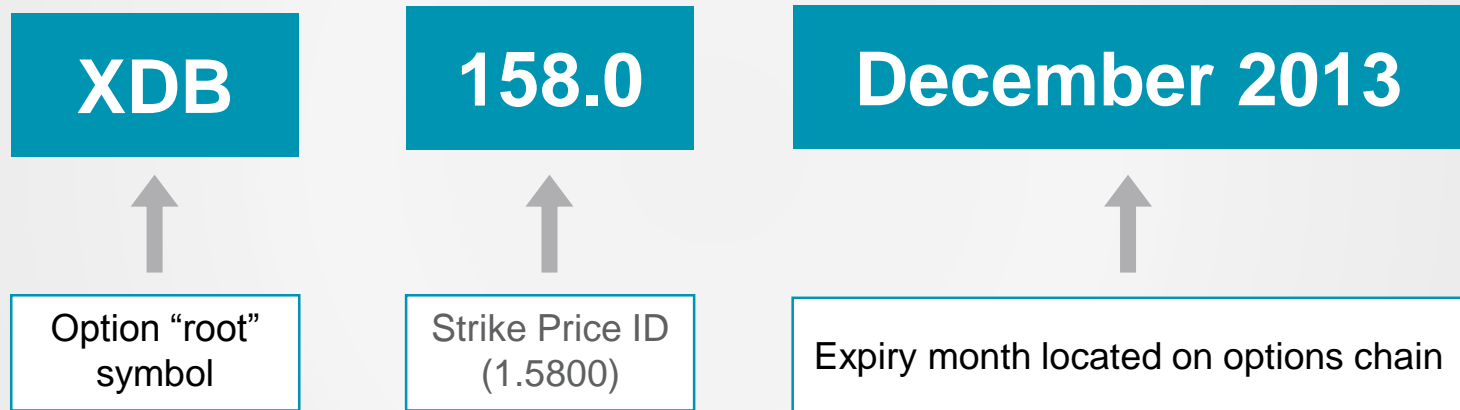 XDB
158.0
December 2013
Option “root”
symbol
Strike Price ID
(1.5800)
Expiry month located on options chain